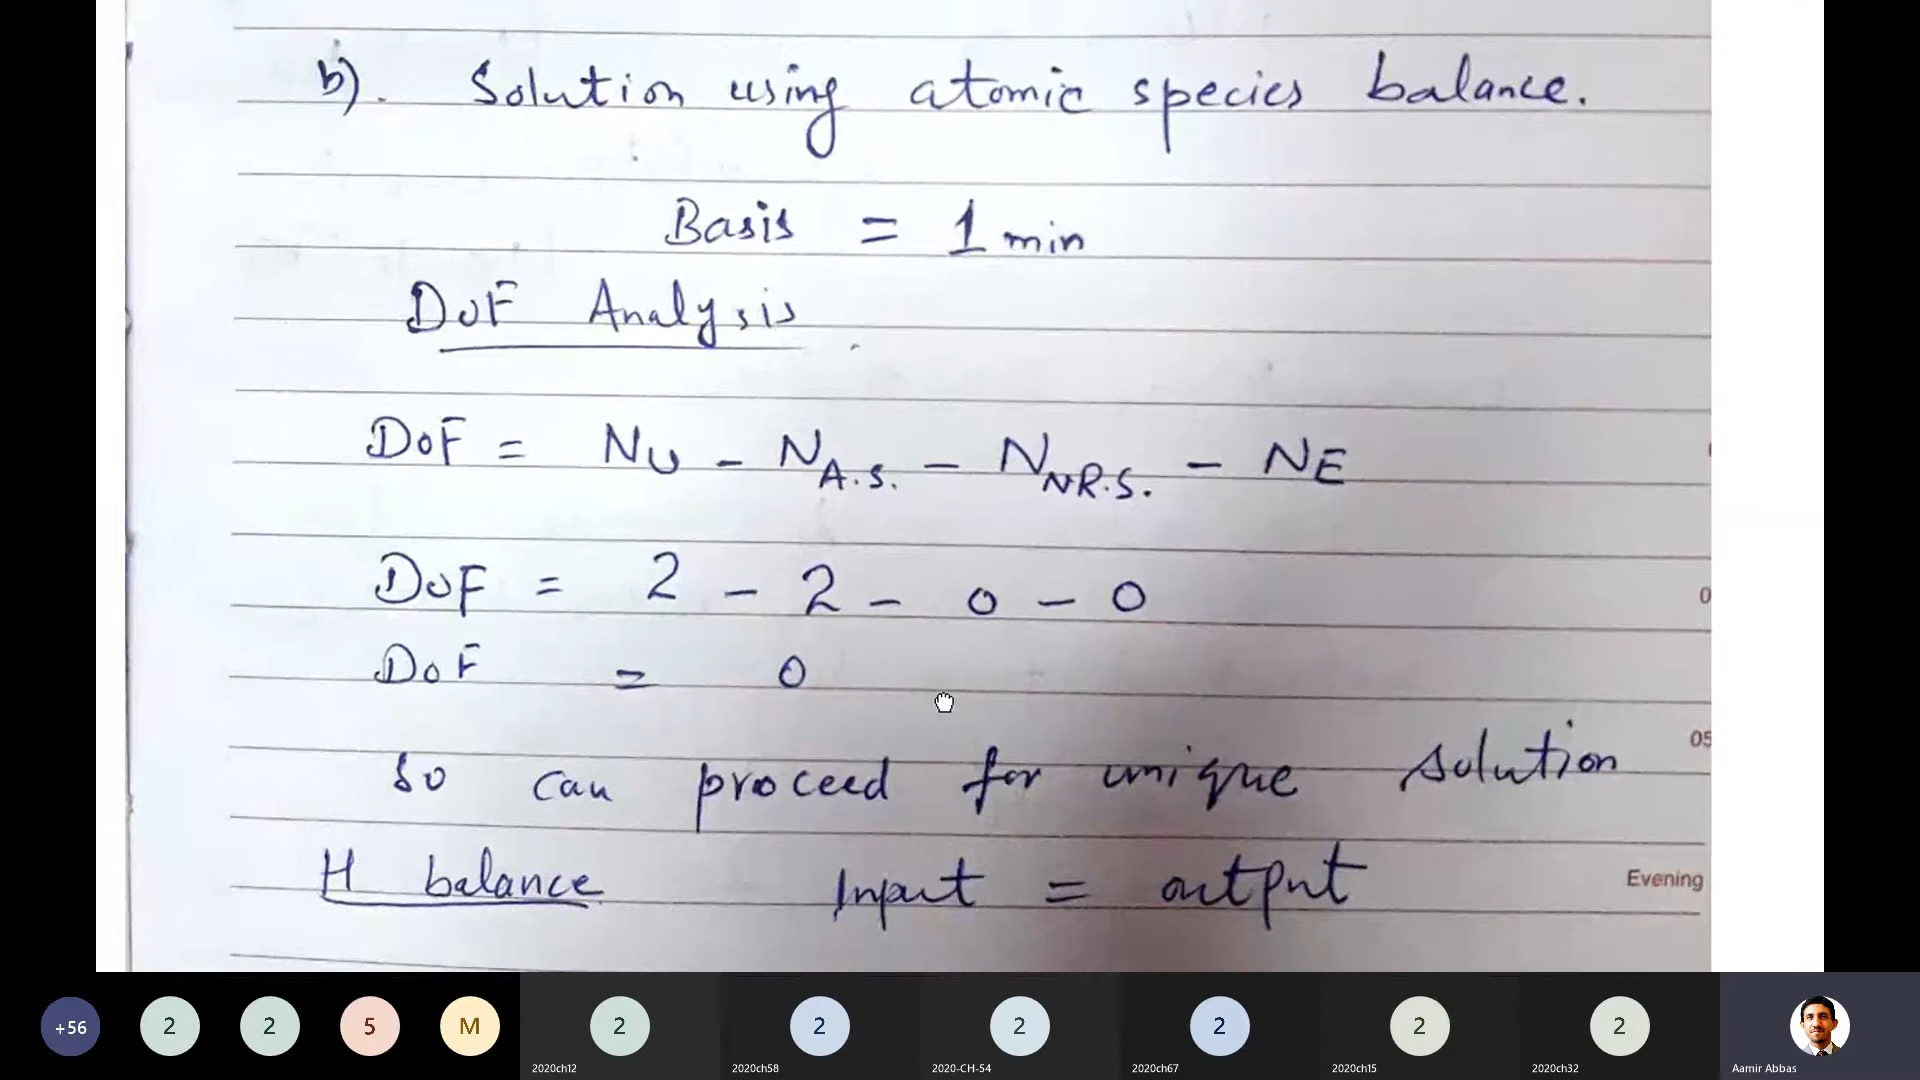 b). Solution using atomic species balance.
Basis = 1 min
DOF Analysis
DOF = NU - NA.S. - NNR.S. - NE
DOF = 2 - 2 - 0 - 0
DOF = 0
So can proceed for unique solution
H balance Input = output
0
05
Evening
+56
2
2
5
M
2
2
2
2
2
2
2020ch12
2020ch58
2020-CH-54
2020ch67
2020ch15
2020ch32
Aamir Abbas